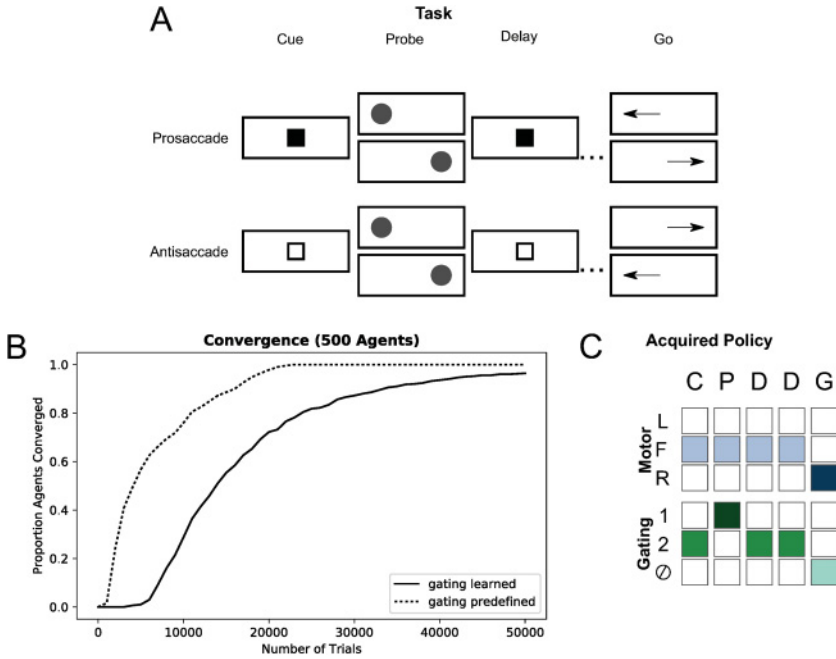 A
Task
Cue Probe Delay Go
Prosaccade
...
Antisaccade
...
B
Convergence (500 Agents)
Proportion Agents Converged
1.0
0.8
0.6
0.4
0.2
0.0
gating learned
gating predefined
0 10000 20000 30000 40000 50000
Number of Trials
C
Acquired Policy
C P D D G
Motor
L
F
R
Gating
1
2
∅